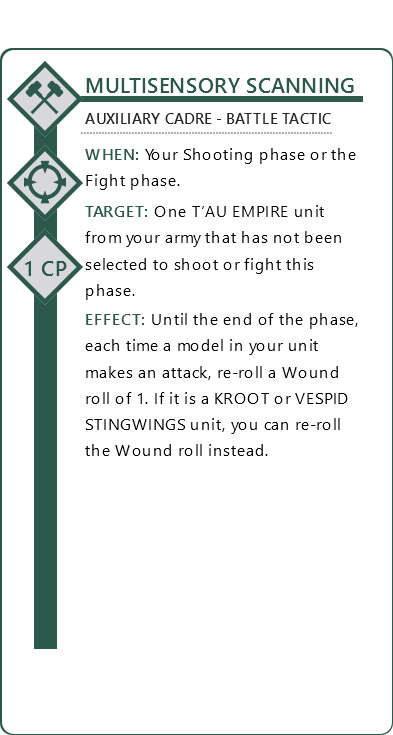 MULTISENSORY SCANNING
AUXILIARY CADRE - BATTLE TACTIC
WHEN: Your Shooting phase or the
Fight phase.
TARGET: One T’AU EMPIRE unit
from your army that has not been
1 CP
selected to shoot or fight this
phase.
EFFECT: Until the end of the phase,
each time a model in your unit
makes an attack, re-roll a Wound
roll of 1. If it is a KROOT or VESPID
STINGWINGS unit, you can re-roll
the Wound roll instead.